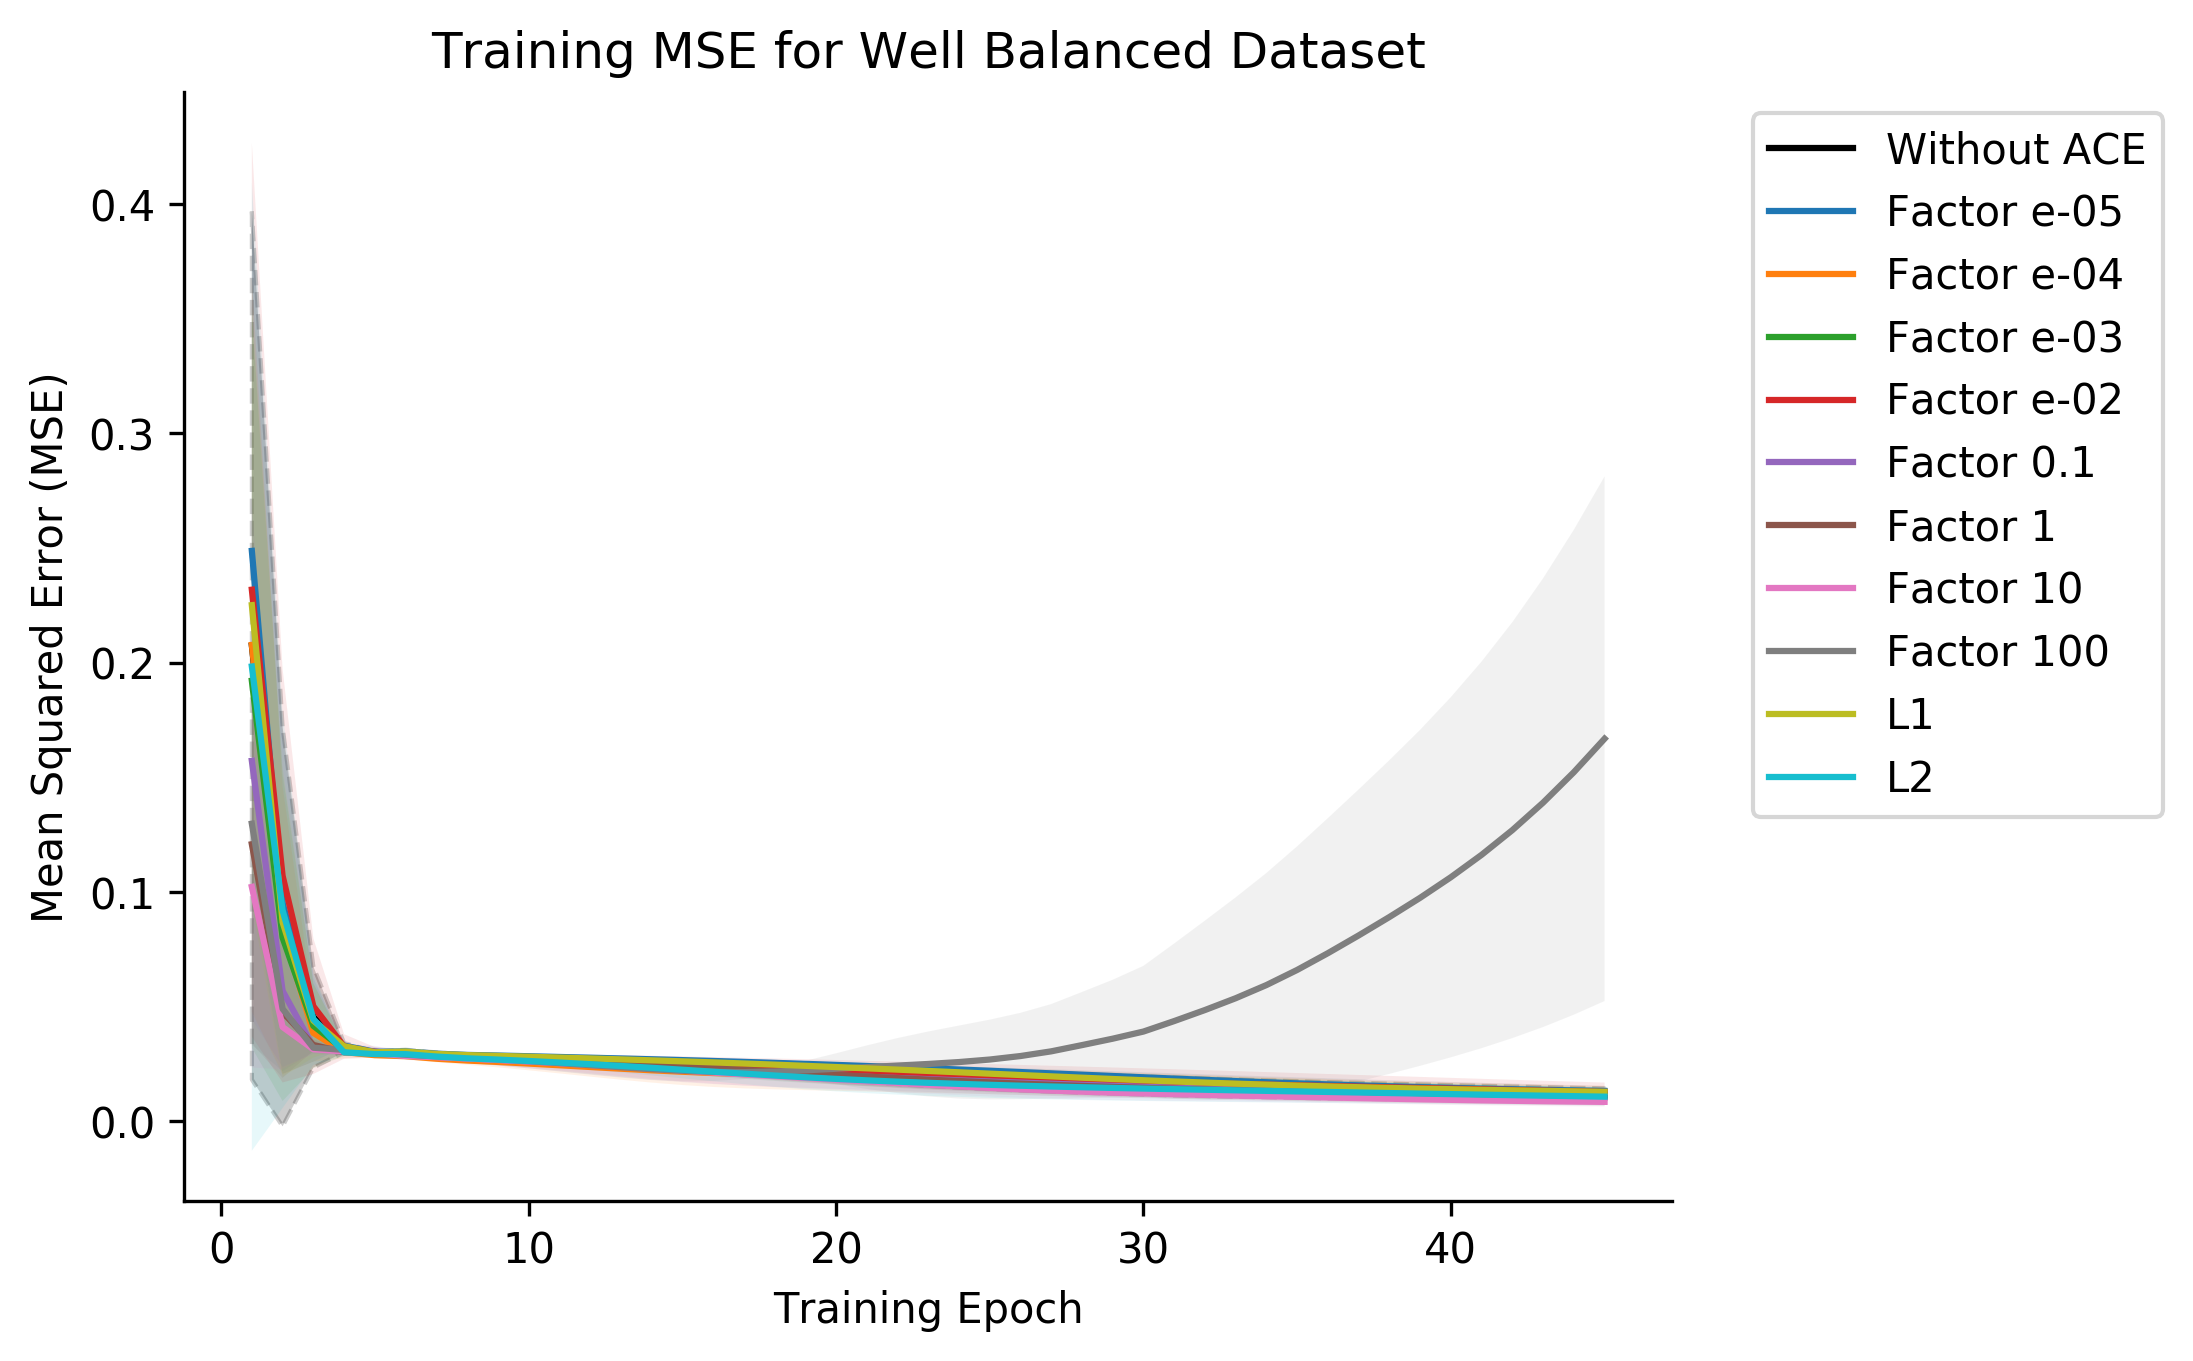 Training MSE for Well Balanced Dataset
Mean Squared Error (MSE)
0.4
0.3
0.2
0.1
0.0
0 10 20 30 40
Training Epoch
Without ACE
Factor e-05
Factor e-04
Factor e-03
Factor e-02
Factor 0.1
Factor 1
Factor 10
Factor 100
L1
L2